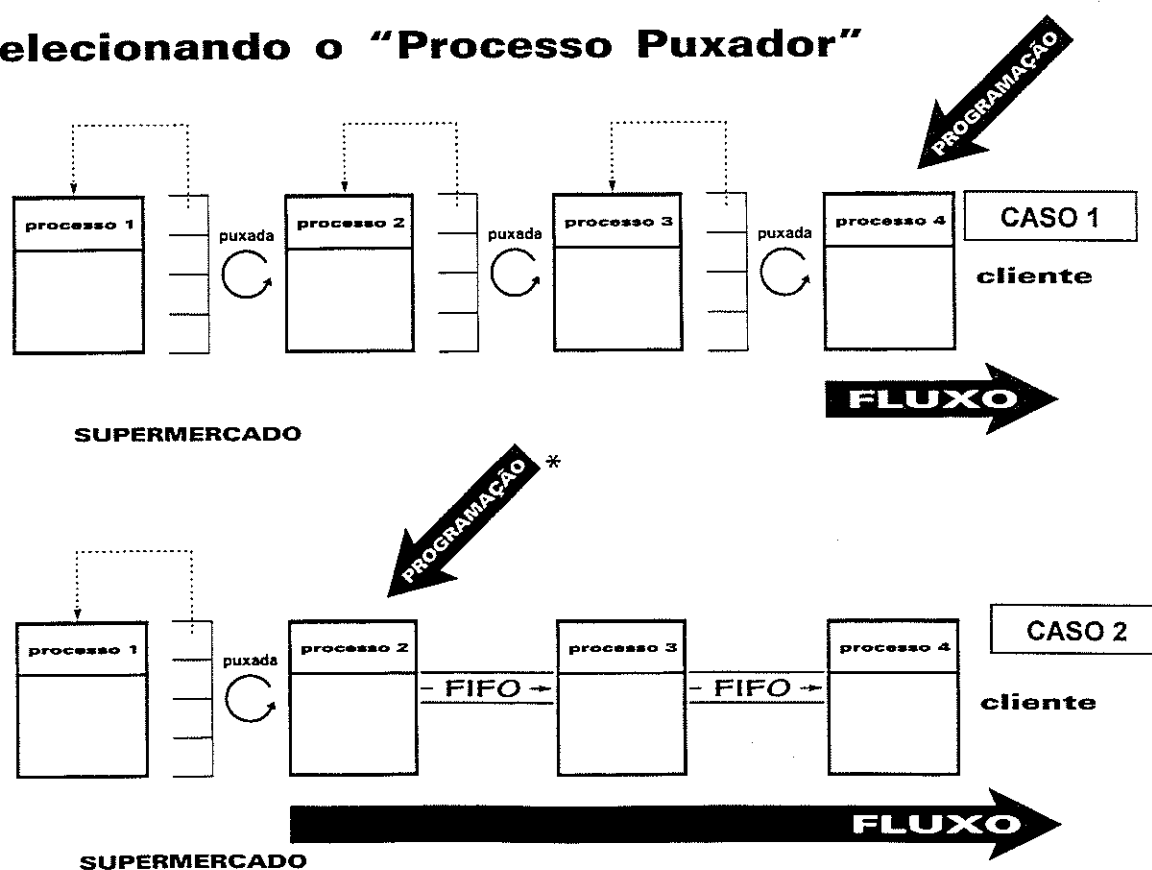 elecionando o "Processo Puxador"
PROGRAMAÇÃO
processo 1
puxada
processo 2
puxada
processo 3
puxada
processo 4
CASO 1
cliente
FLUXO
SUPERMERCADO
PROGRAMAÇÃO *
processo 1
puxada
processo 2
- FIFO →
processo 3
- FIFO →
processo 4
CASO 2
cliente
FLUXO
SUPERMERCADO